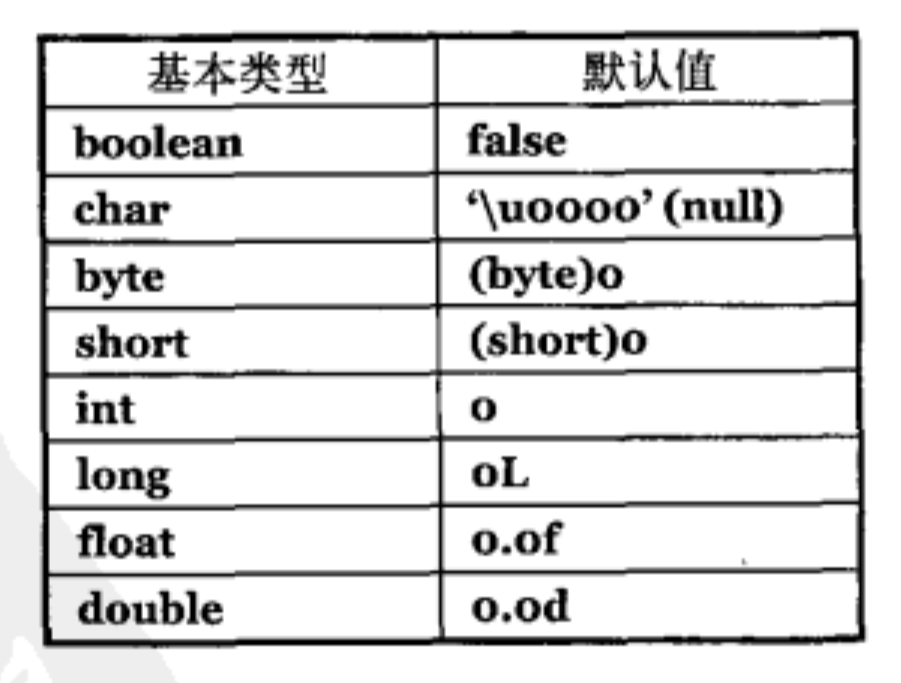 基本类型 默认值
boolean false
char ‘\u0000’ (null)
byte (byte)0
short (short)0
int 0
long 0L
float 0.0f
double 0.0d